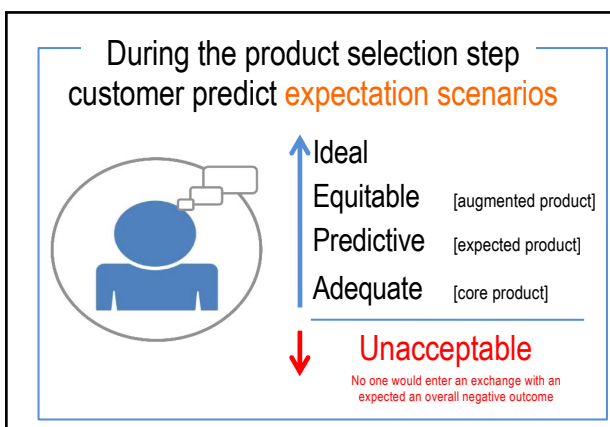 During the product selection step
customer predict expectation scenarios
Ideal
Equitable [augmented product]
Predictive [expected product]
Adequate [core product]
Unacceptable
No one would enter an exchange with an
expected an overall negative outcome